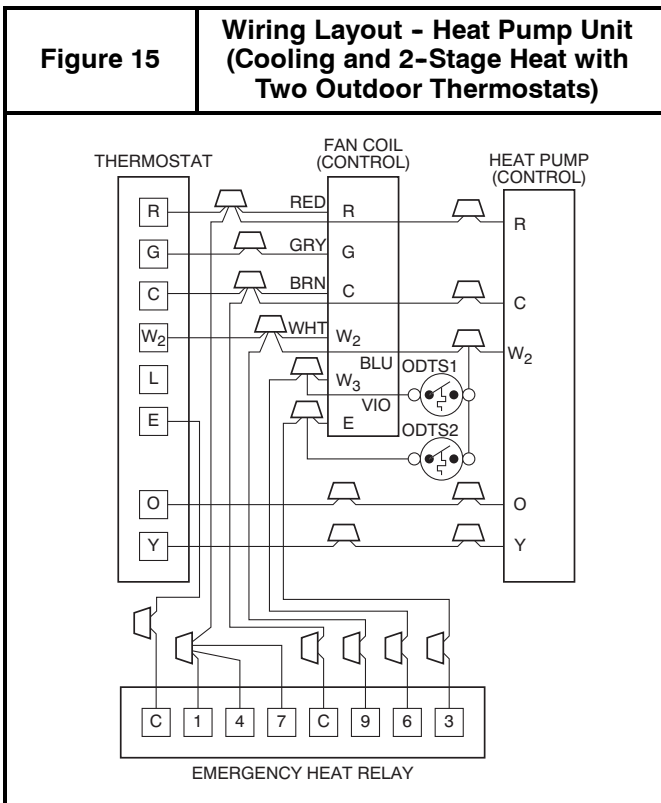 Figure 15
Wiring Layout - Heat Pump Unit
(Cooling and 2-Stage Heat with
Two Outdoor Thermostats)
THERMOSTAT
FAN COIL
(CONTROL)
HEAT PUMP
(CONTROL)
R
RED
R
R
G
GRY
G
C
BRN
C
C
W2
WHT
W2
W2
L
BLU
W3
ODTS1
VIO
E
E
ODTS2
O
O
Y
Y
C
1
4
7
C
9
6
3
EMERGENCY HEAT RELAY